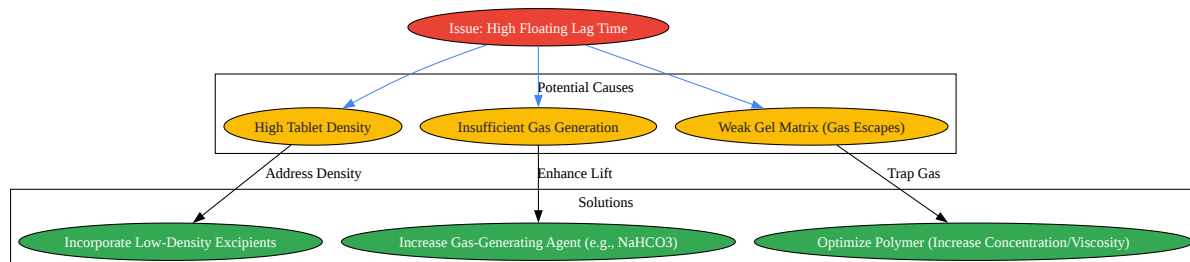 Issue: High Floating Lag Time
Potential Causes
High Tablet Density
Insufficient Gas Generation
Weak Gel Matrix (Gas Escapes)
Address Density
Enhance Lift
Trap Gas
Solutions
Incorporate Low-Density Excipients
Increase Gas-Generating Agent (e.g., NaHCO3)
Optimize Polymer (Increase Concentration/Viscosity)